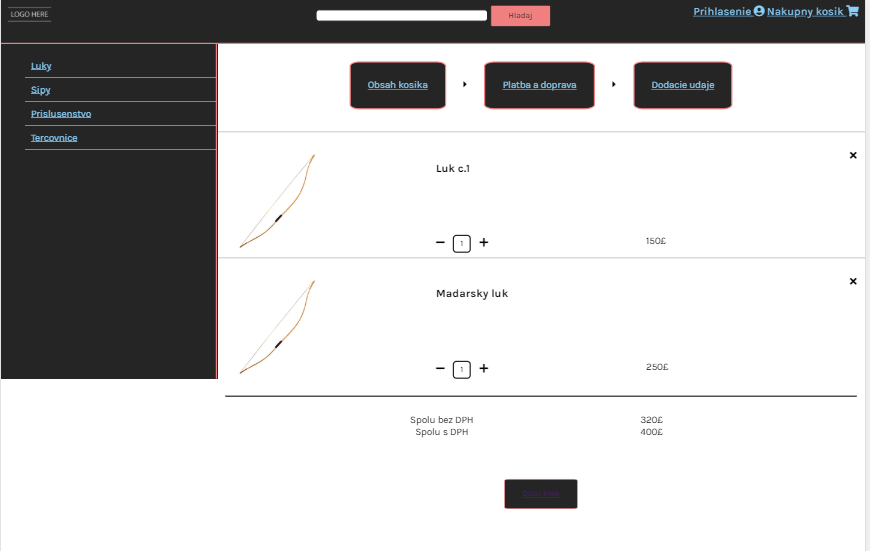 LOGO HERE
Hladaj
Prihlasenie Nakupny kosik
Luky
Sipy
Prislusenstvo
Tercovnice
Obsah kosika
Platba a doprava
Dodacie udaje
Luk c.1
1
150£
Madarsky luk
1
250£
Spolu bez DPH 320£
Spolu s DPH 400£